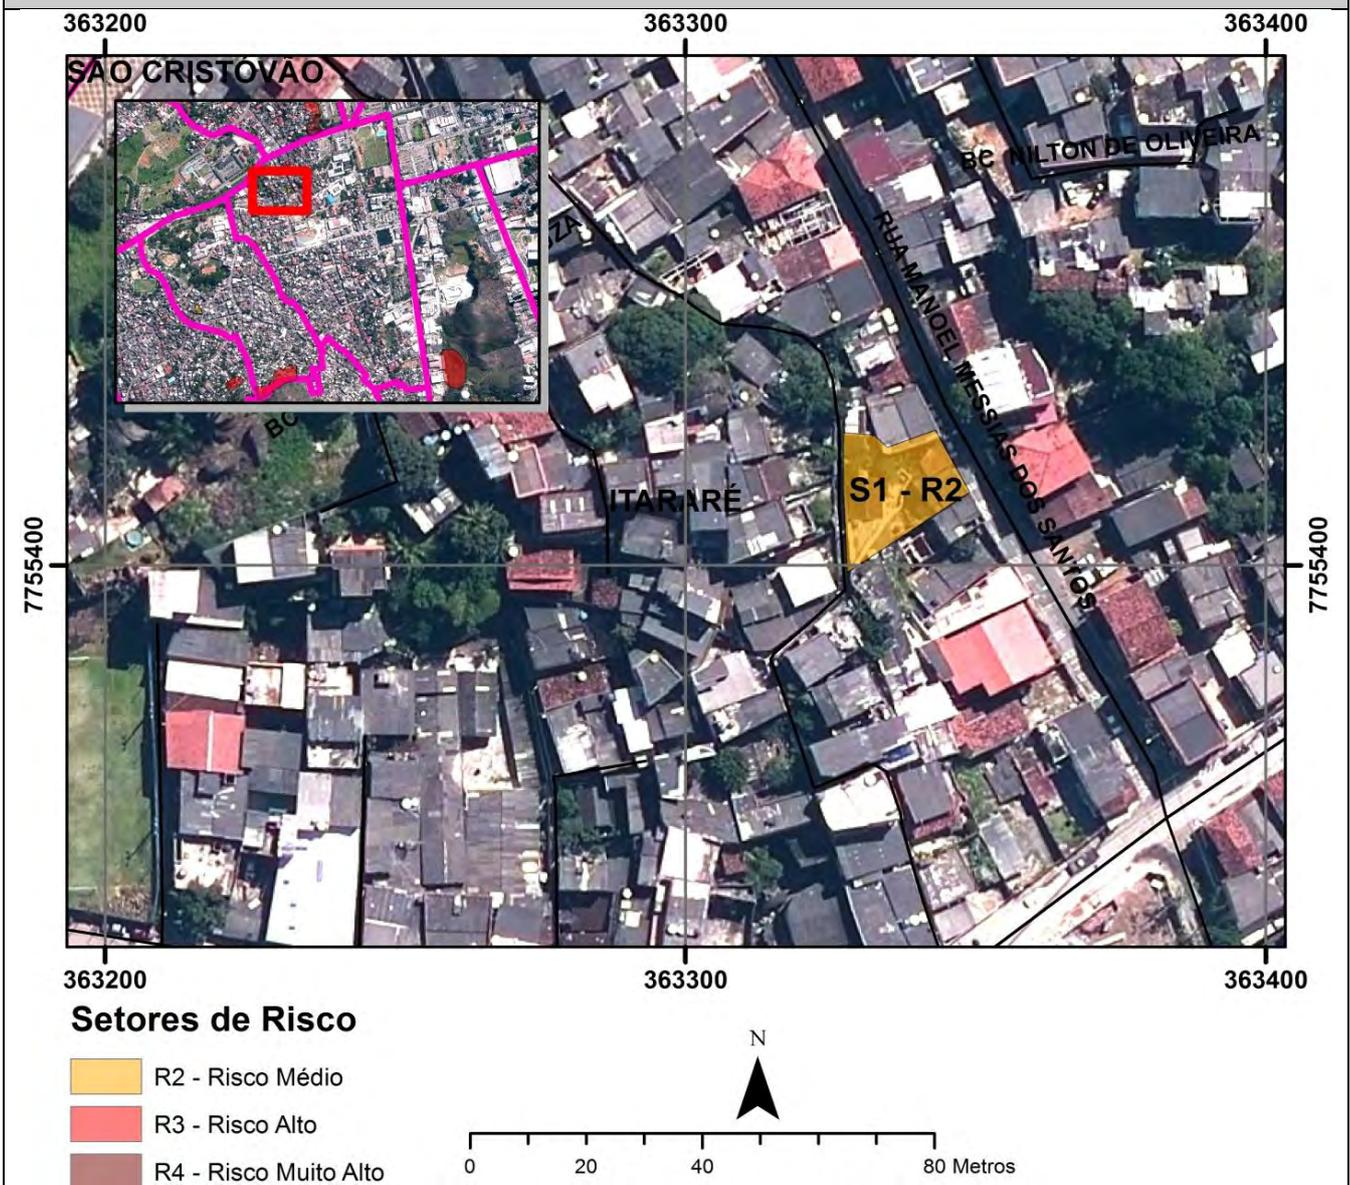 363200
363300
363400
SÃO CRISTÓVÃO
BC NILTON DE OLIVEIRA
RUA MANOEL MESSIAS DOS SANTOS
BC
ITARARÉ
S1 - R2
7755400
7755400
363200
363300
363400
Setores de Risco
R2 - Risco Médio
R3 - Risco Alto
R4 - Risco Muito Alto
N
0
20
40
80 Metros